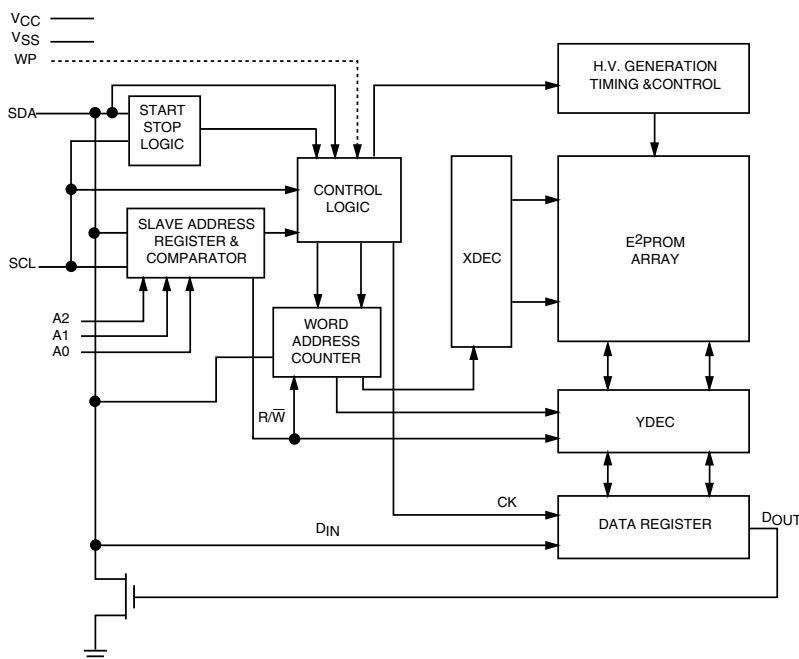 VCC
VSS
WP
SDA
START
STOP
LOGIC
H.V. GENERATION
TIMING &CONTROL
CONTROL
LOGIC
SLAVE ADDRESS
REGISTER &
COMPARATOR
SCL
XDEC
E2PROM
ARRAY
A2
A1
A0
WORD
ADDRESS
COUNTER
R/W̅
YDEC
CK
DIN
DATA REGISTER
DOUT